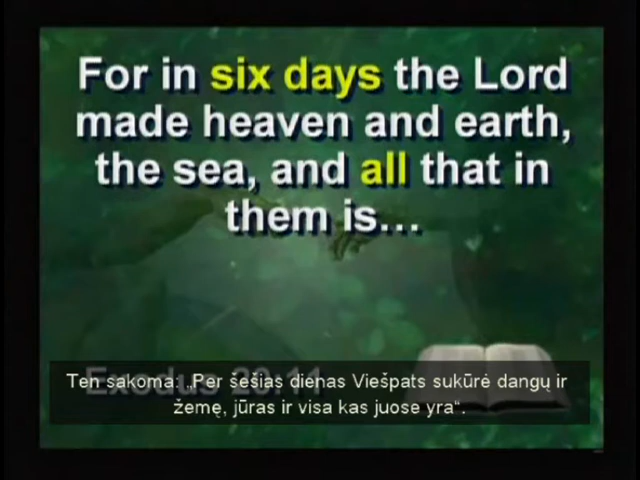 For in six days the Lord
made heaven and earth,
the sea, and all that in
them is...
Exodus 20:11
Ten sakoma: „Per šešias dienas Viešpats sukūrė dangų ir
žemę, jūras ir visa kas juose yra“.